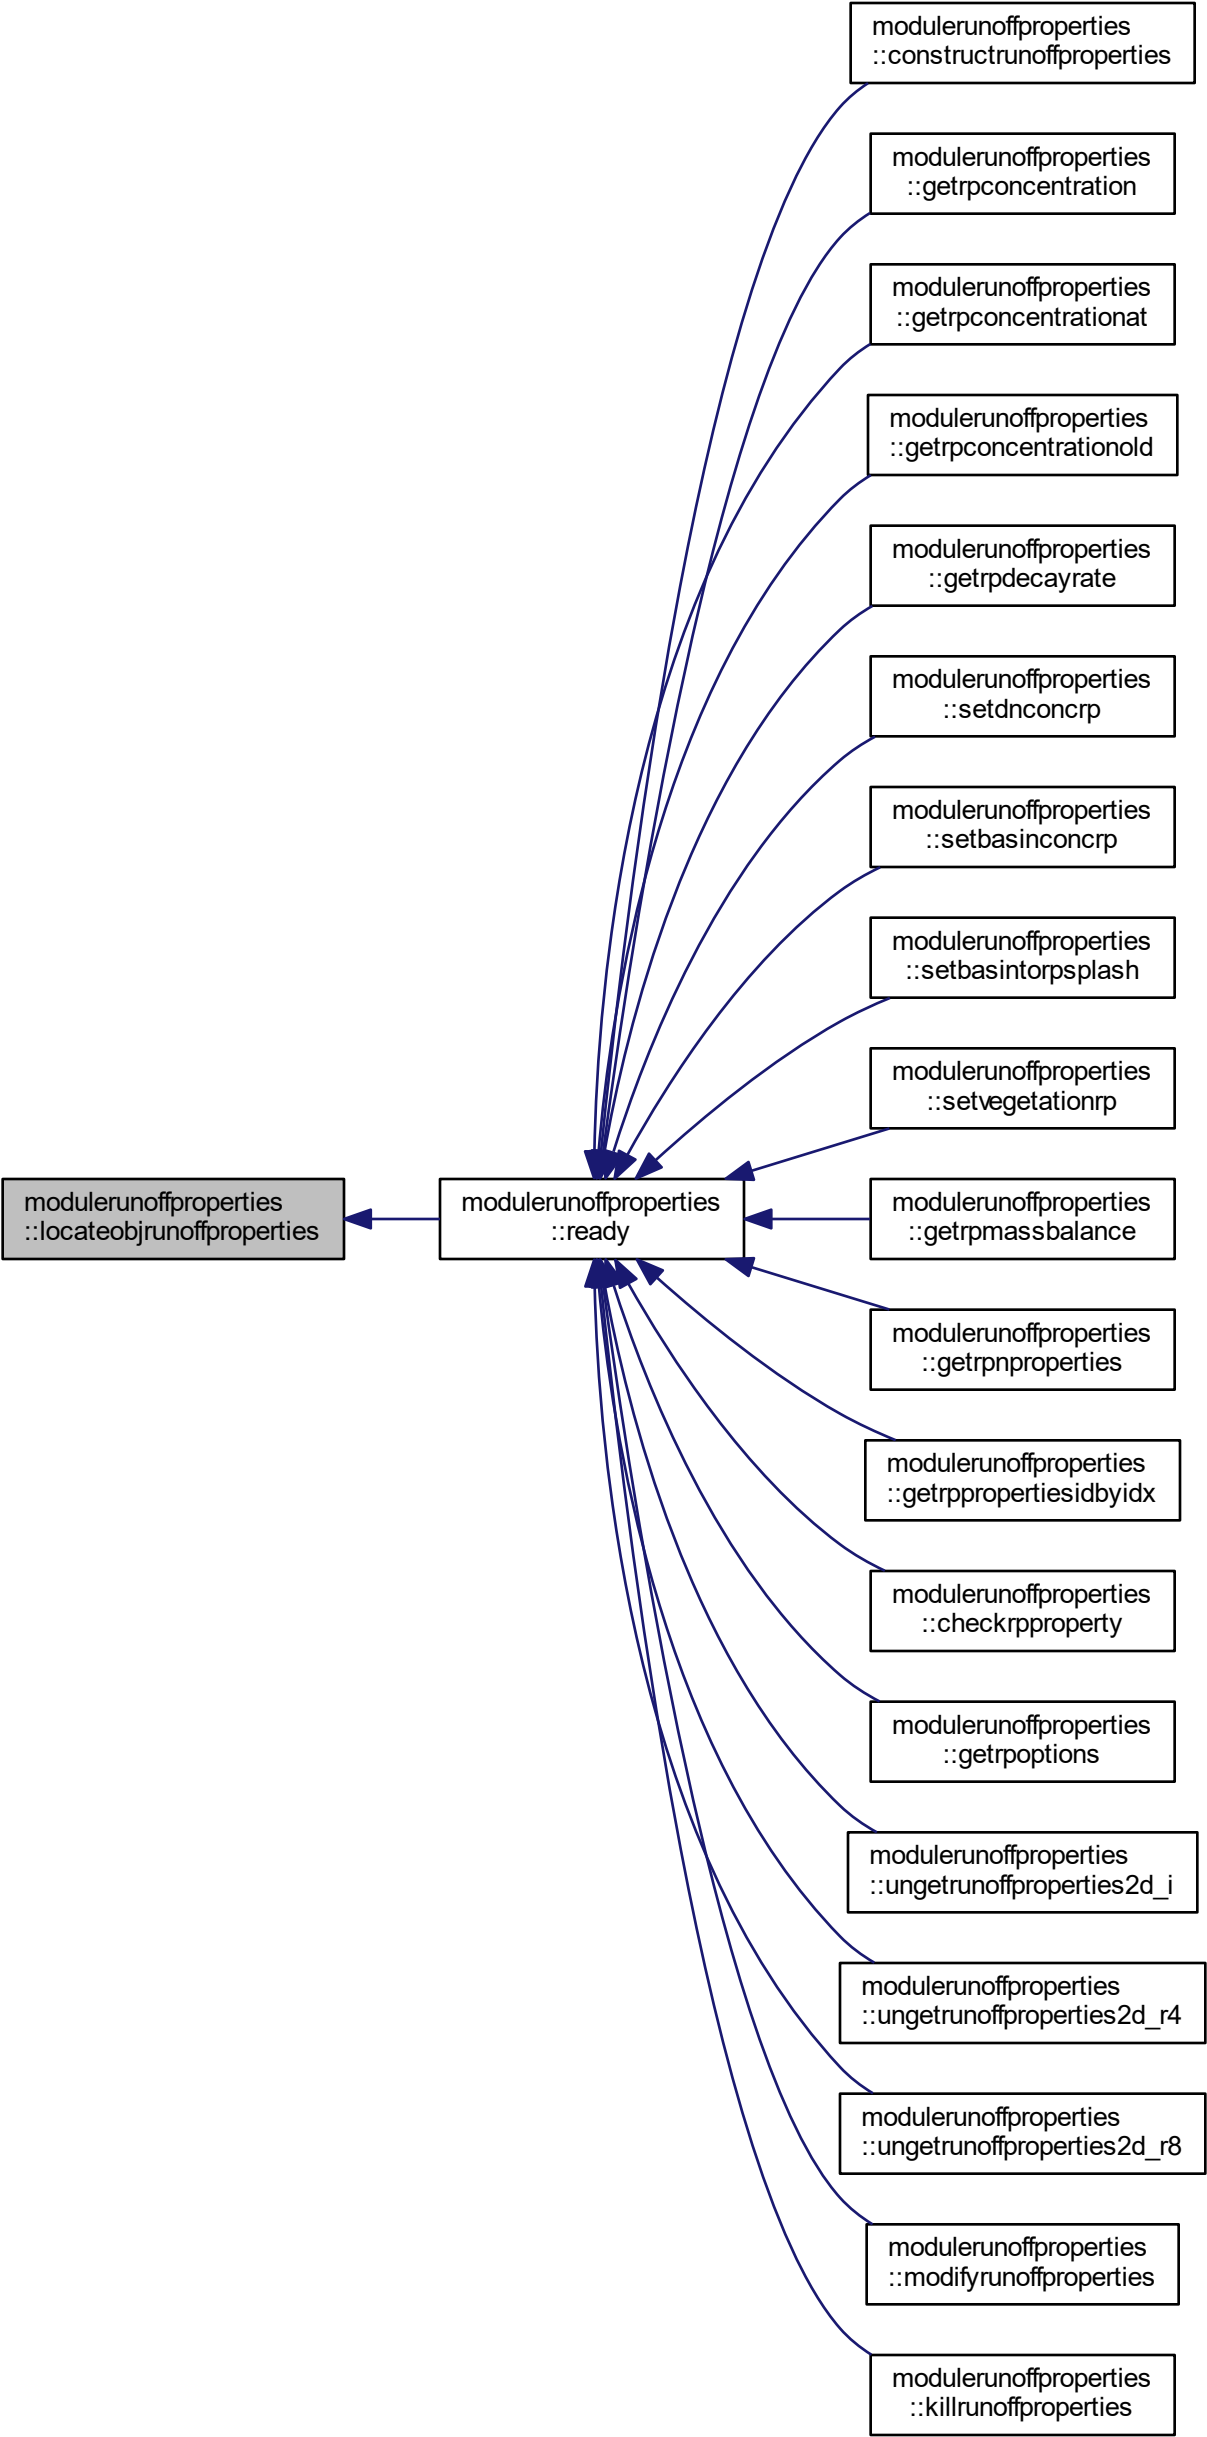 modulerunoffproperties
::locateobjrunoffproperties
modulerunoffproperties
::ready
modulerunoffproperties
::constructrunoffproperties
modulerunoffproperties
::getrpconcentration
modulerunoffproperties
::getrpconcentrationat
modulerunoffproperties
::getrpconcentrationold
modulerunoffproperties
::getrpdecayrate
modulerunoffproperties
::setdnconcrp
modulerunoffproperties
::setbasinconcrp
modulerunoffproperties
::setbasintorpsplash
modulerunoffproperties
::setvegetationrp
modulerunoffproperties
::getrpmassbalance
modulerunoffproperties
::getrpnproperties
modulerunoffproperties
::getrppropertiesidbyidx
modulerunoffproperties
::checkrpproperty
modulerunoffproperties
::getrpoptions
modulerunoffproperties
::ungetrunoffproperties2d_i
modulerunoffproperties
::ungetrunoffproperties2d_r4
modulerunoffproperties
::ungetrunoffproperties2d_r8
modulerunoffproperties
::modifyrunoffproperties
modulerunoffproperties
::killrunoffproperties